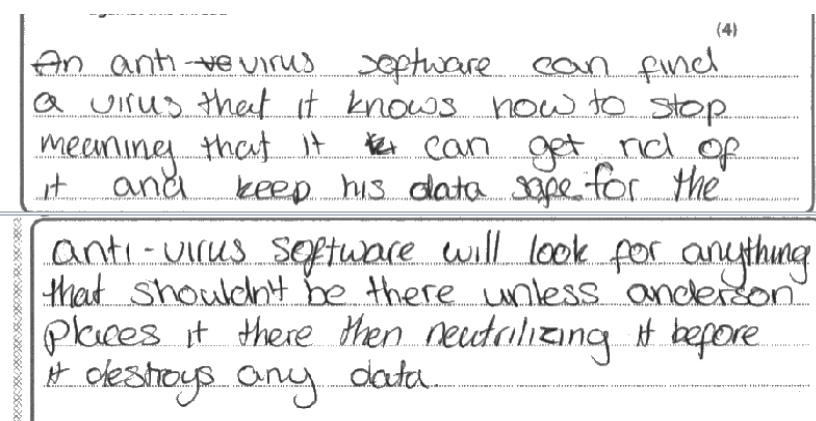 (4)
An anti-ve virus software can find
a virus that it knows how to stop
meaning that it can get rid of
it and keep his data safe. for the
anti-virus software will look for anything
that shouldn't be there unless anderson
places it there then neutrilizing it before
it destroys any data.